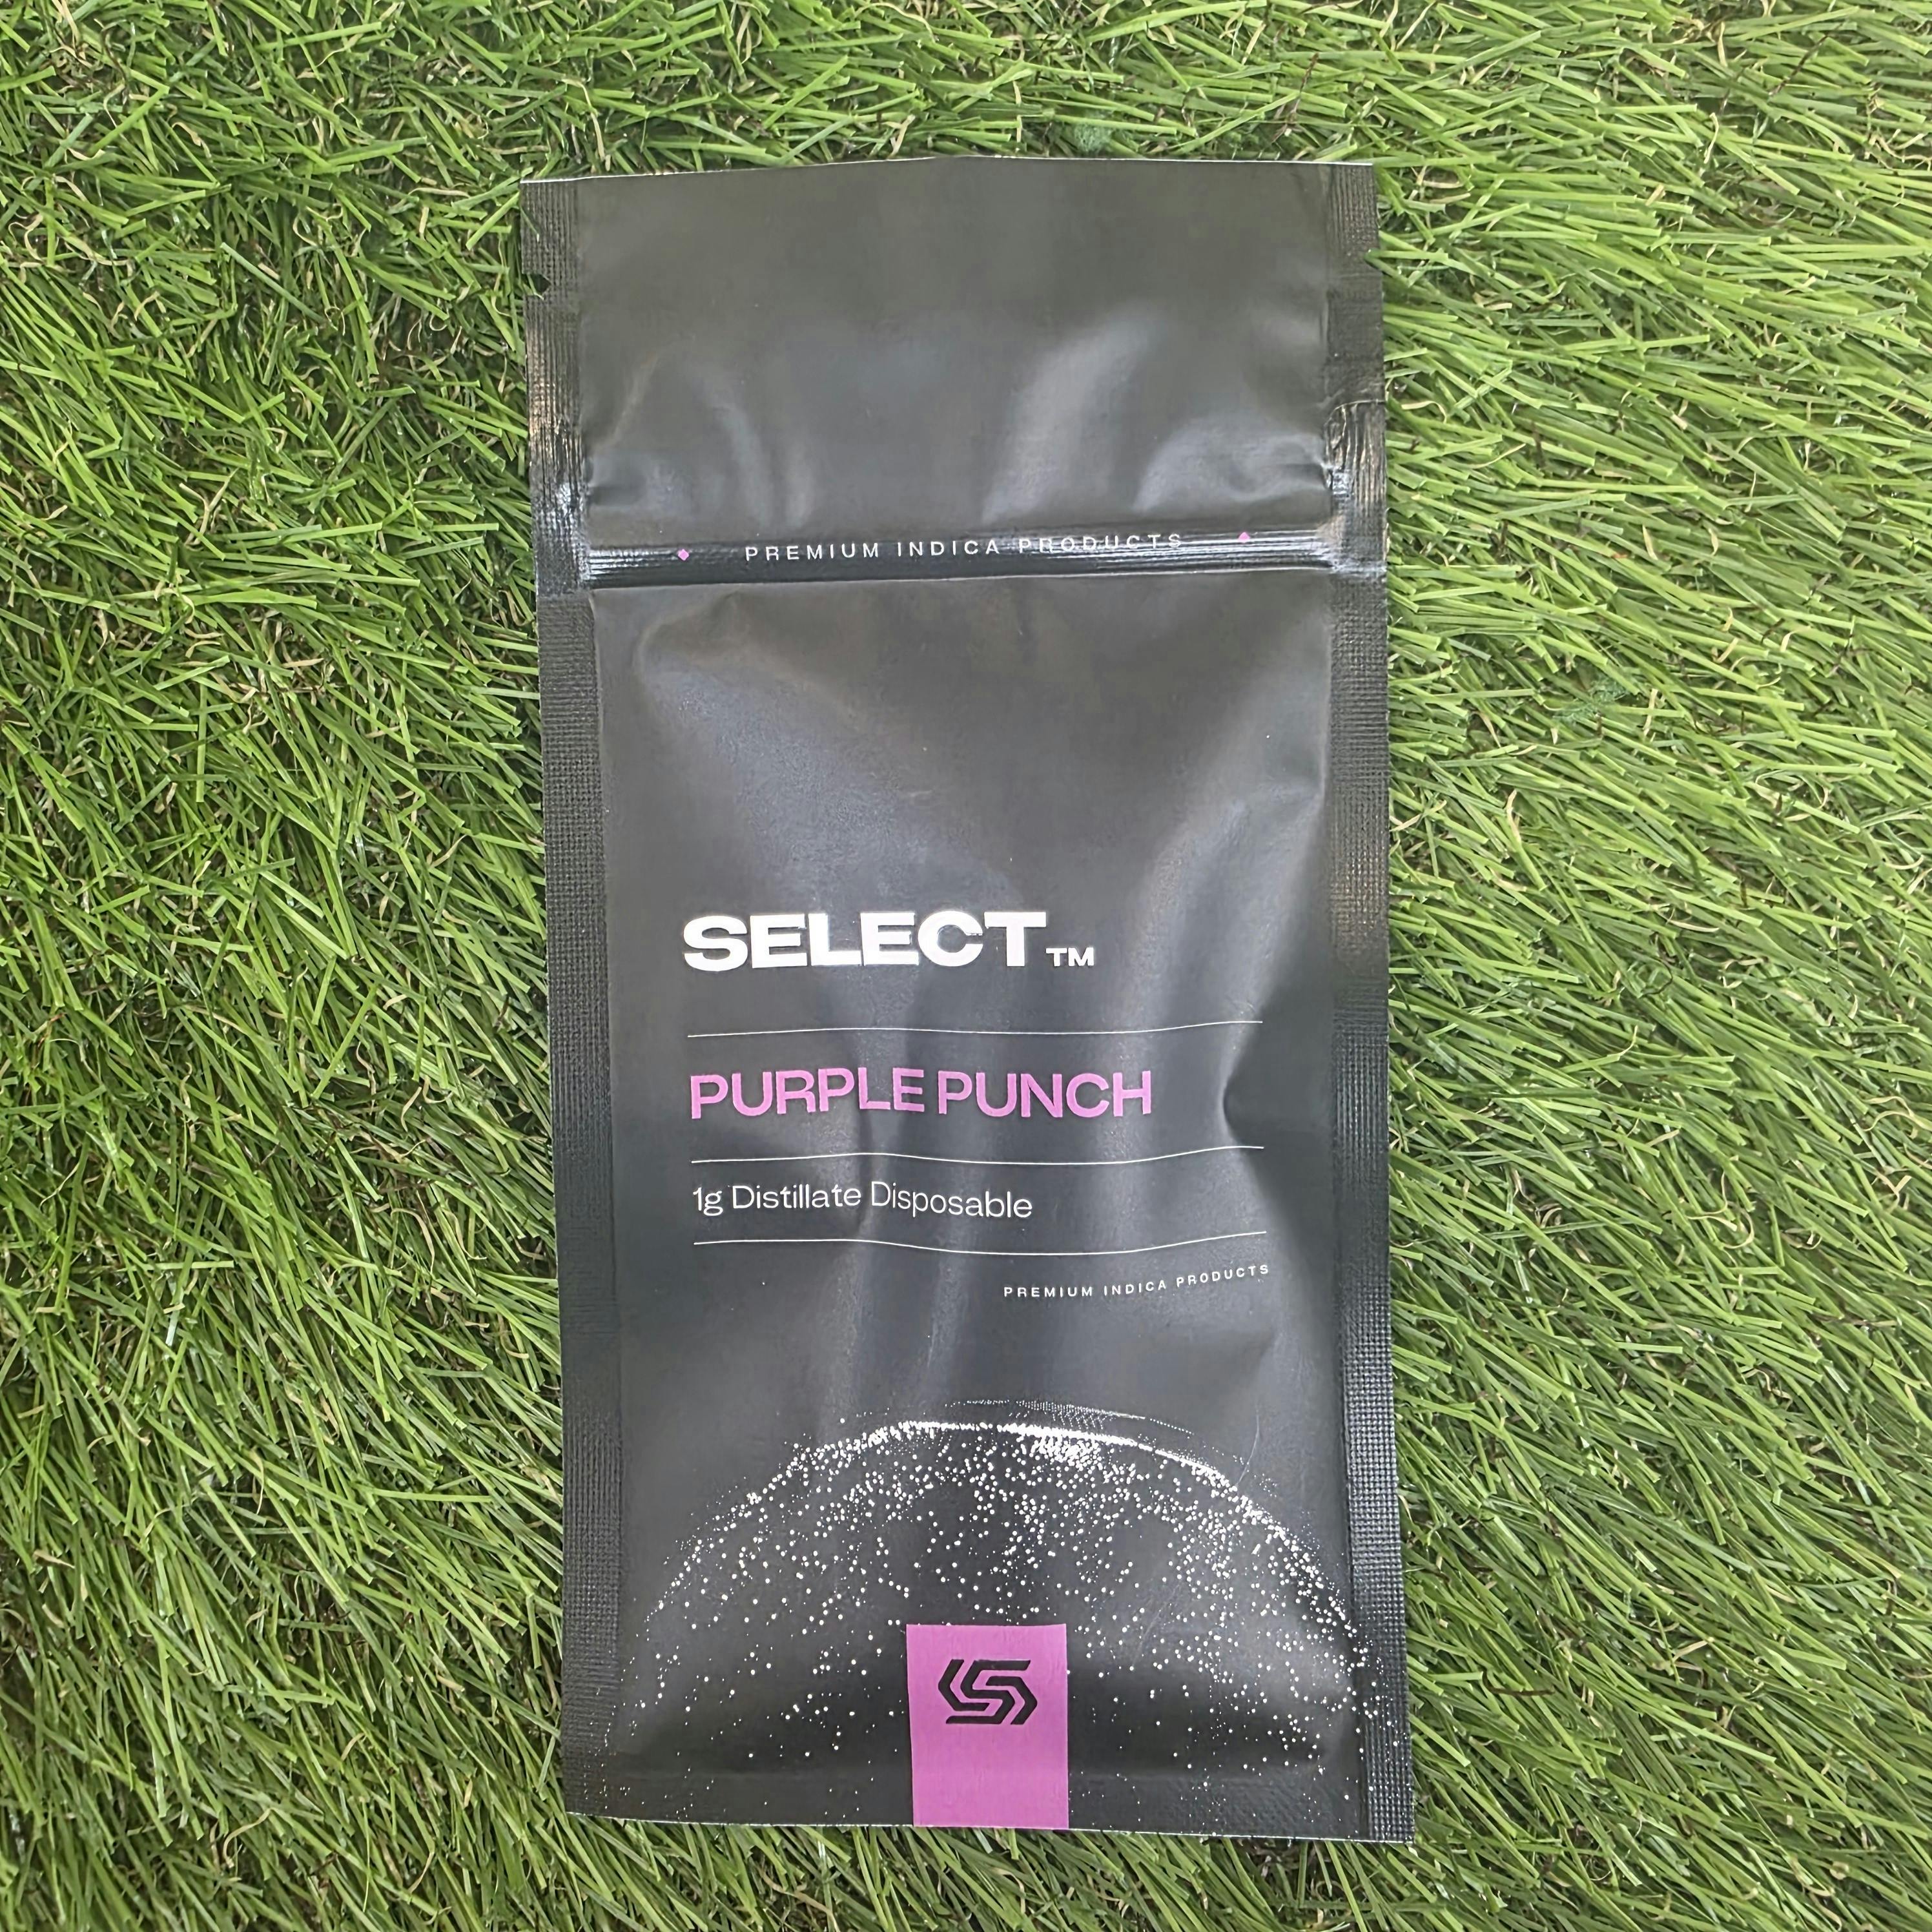 PREMIUM INDICA PRODUCTS
SELECT™
PURPLE PUNCH
1g Distillate Disposable
PREMIUM INDICA PRODUCTS